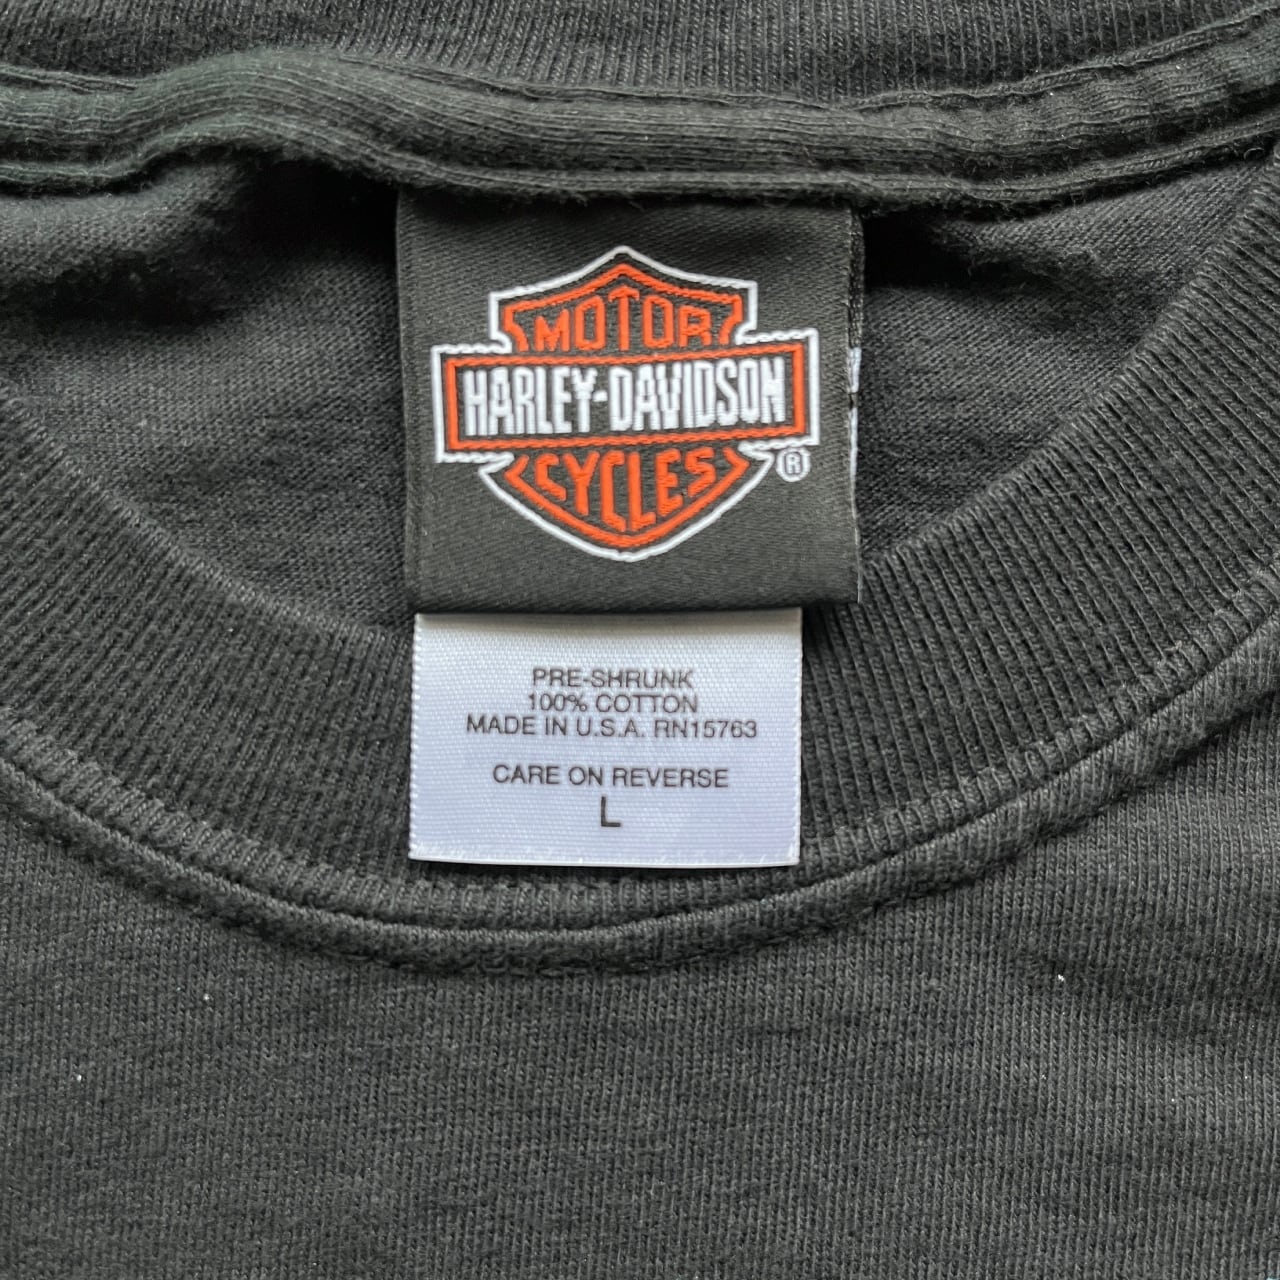 MOTOR
HARLEY-DAVIDSON
CYCLES
®
PRE-SHRUNK
100% COTTON
MADE IN U.S.A. RN15763
CARE ON REVERSE
L